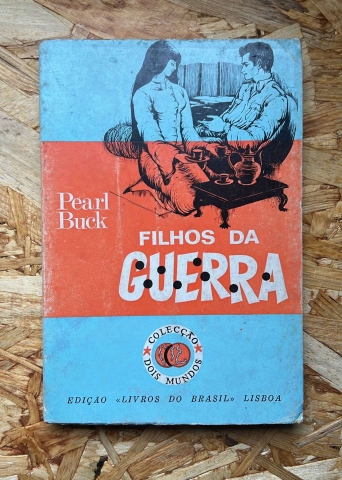 Pearl
Buck
FILHOS DA
GUERRA
COLECÇÃO
DOIS MUNDOS
EDIÇÃO «LIVROS DO BRASIL» LISBOA